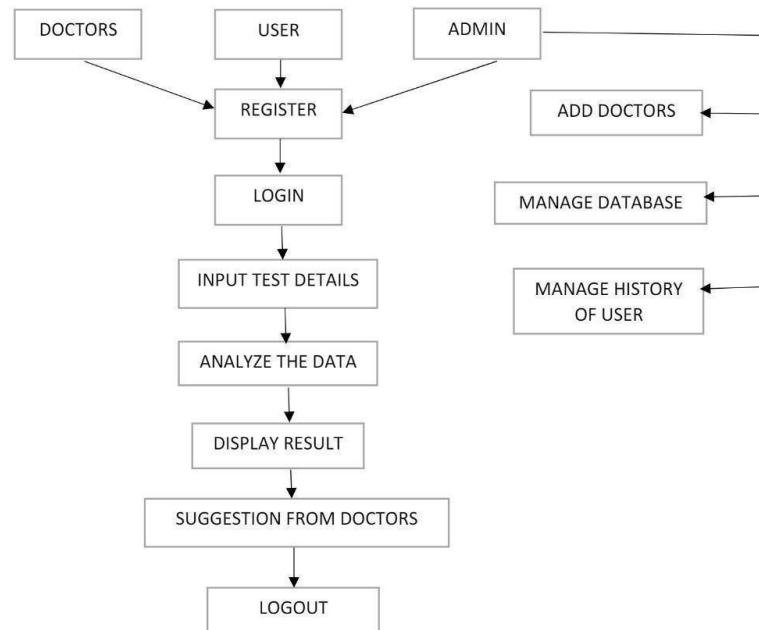 DOCTORS
USER
ADMIN
REGISTER
ADD DOCTORS
LOGIN
MANAGE DATABASE
INPUT TEST DETAILS
MANAGE HISTORY
OF USER
ANALYZE THE DATA
DISPLAY RESULT
SUGGESTION FROM DOCTORS
LOGOUT